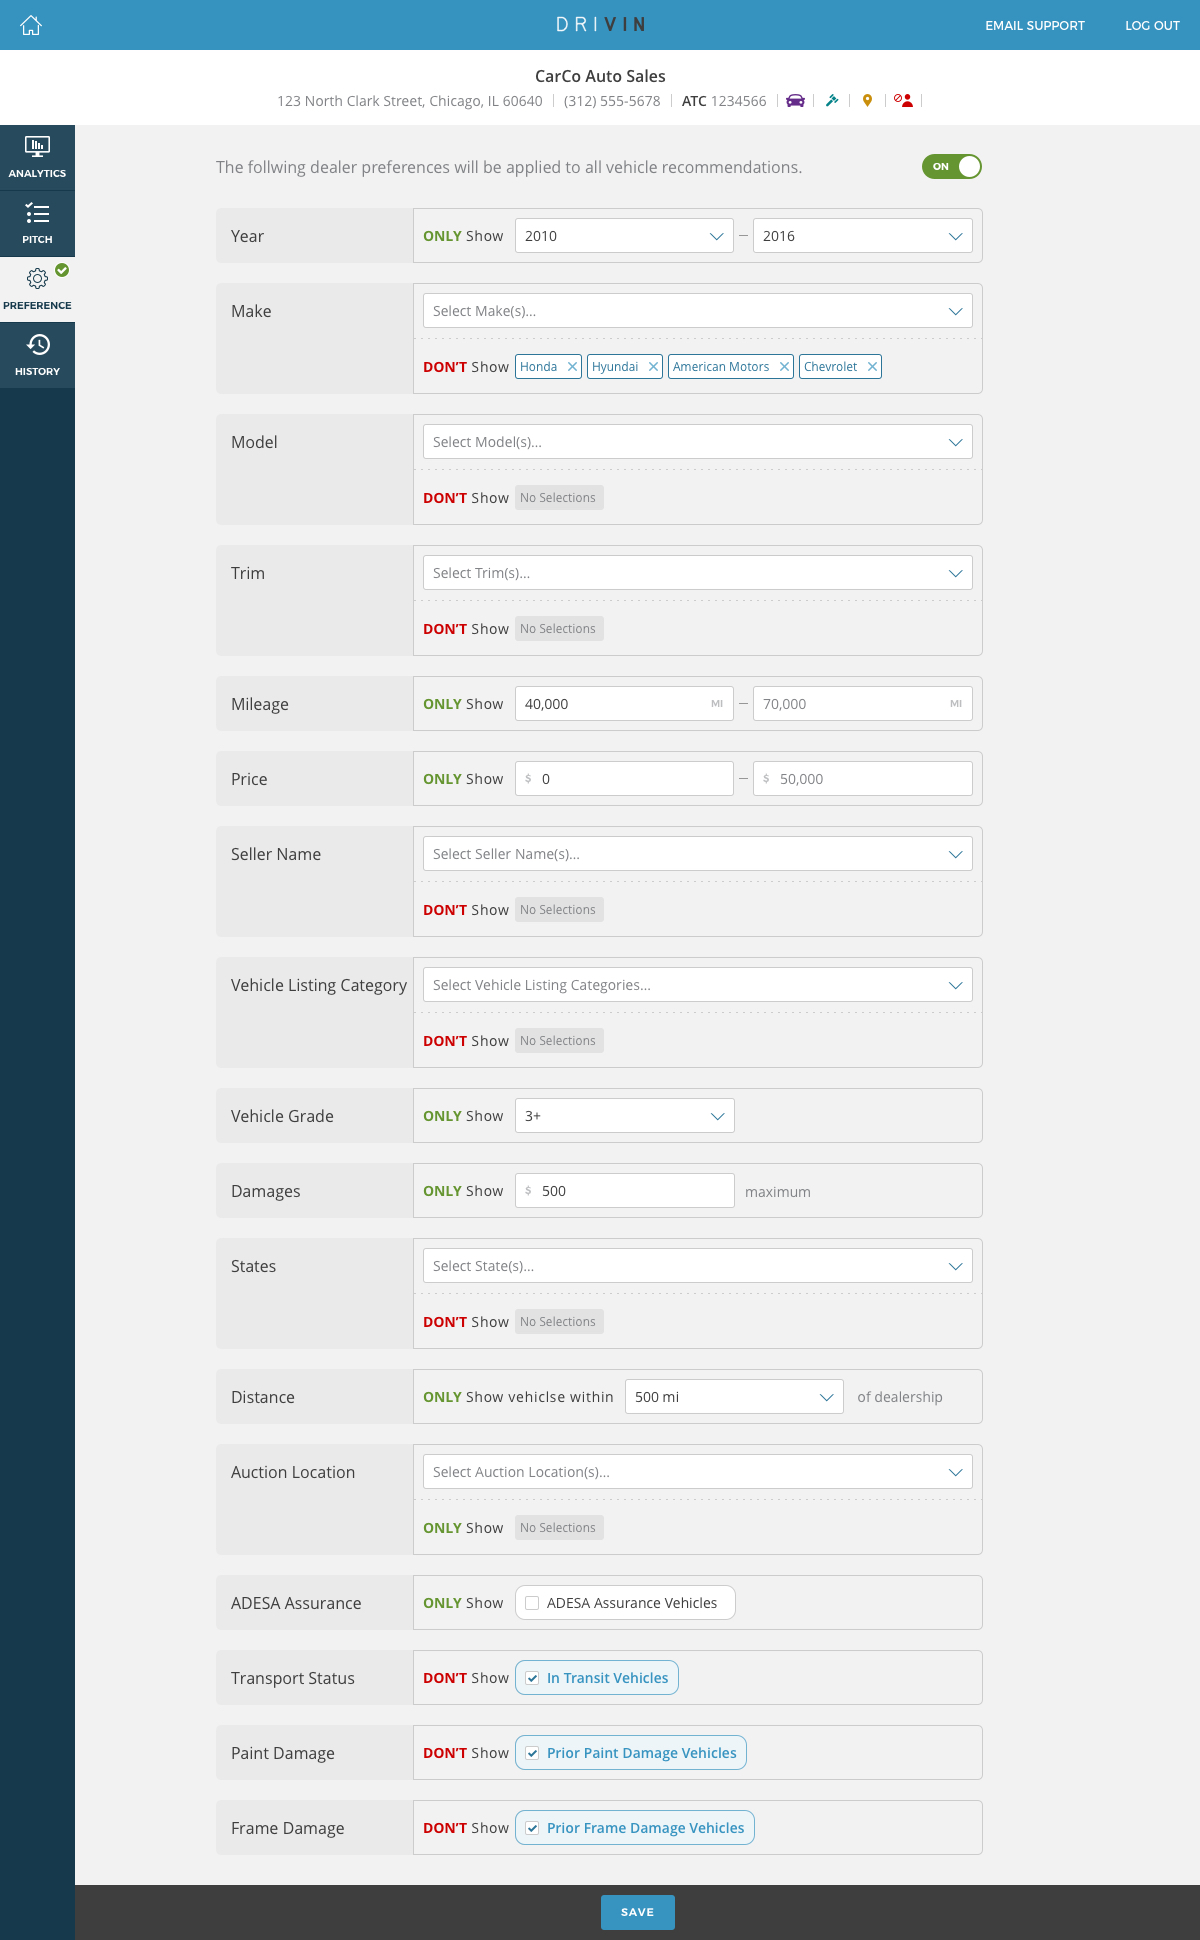 DRIVIN
EMAIL SUPPORT
LOG OUT
CarCo Auto Sales
123 North Clark Street, Chicago, IL 60640 | (312) 555-5678 | ATC 1234566
ANALYTICS
PITCH
PREFERENCE
HISTORY
The follwing dealer preferences will be applied to all vehicle recommendations.
ON
Year
ONLY Show 2010 – 2016
Make
Select Make(s)...
DON'T Show Honda Hyundai American Motors Chevrolet
Model
Select Model(s)...
DON'T Show No Selections
Trim
Select Trim(s)...
DON'T Show No Selections
Mileage
ONLY Show 40,000 MI – 70,000 MI
Price
ONLY Show $ 0 – $ 50,000
Seller Name
Select Seller Name(s)...
DON'T Show No Selections
Vehicle Listing Category
Select Vehicle Listing Categories...
DON'T Show No Selections
Vehicle Grade
ONLY Show 3+
Damages
ONLY Show $ 500 maximum
States
Select State(s)...
DON'T Show No Selections
Distance
ONLY Show vehiclse within 500 mi of dealership
Auction Location
Select Auction Location(s)...
ONLY Show No Selections
ADESA Assurance
ONLY Show ADESA Assurance Vehicles
Transport Status
DON'T Show In Transit Vehicles
Paint Damage
DON'T Show Prior Paint Damage Vehicles
Frame Damage
DON'T Show Prior Frame Damage Vehicles
SAVE